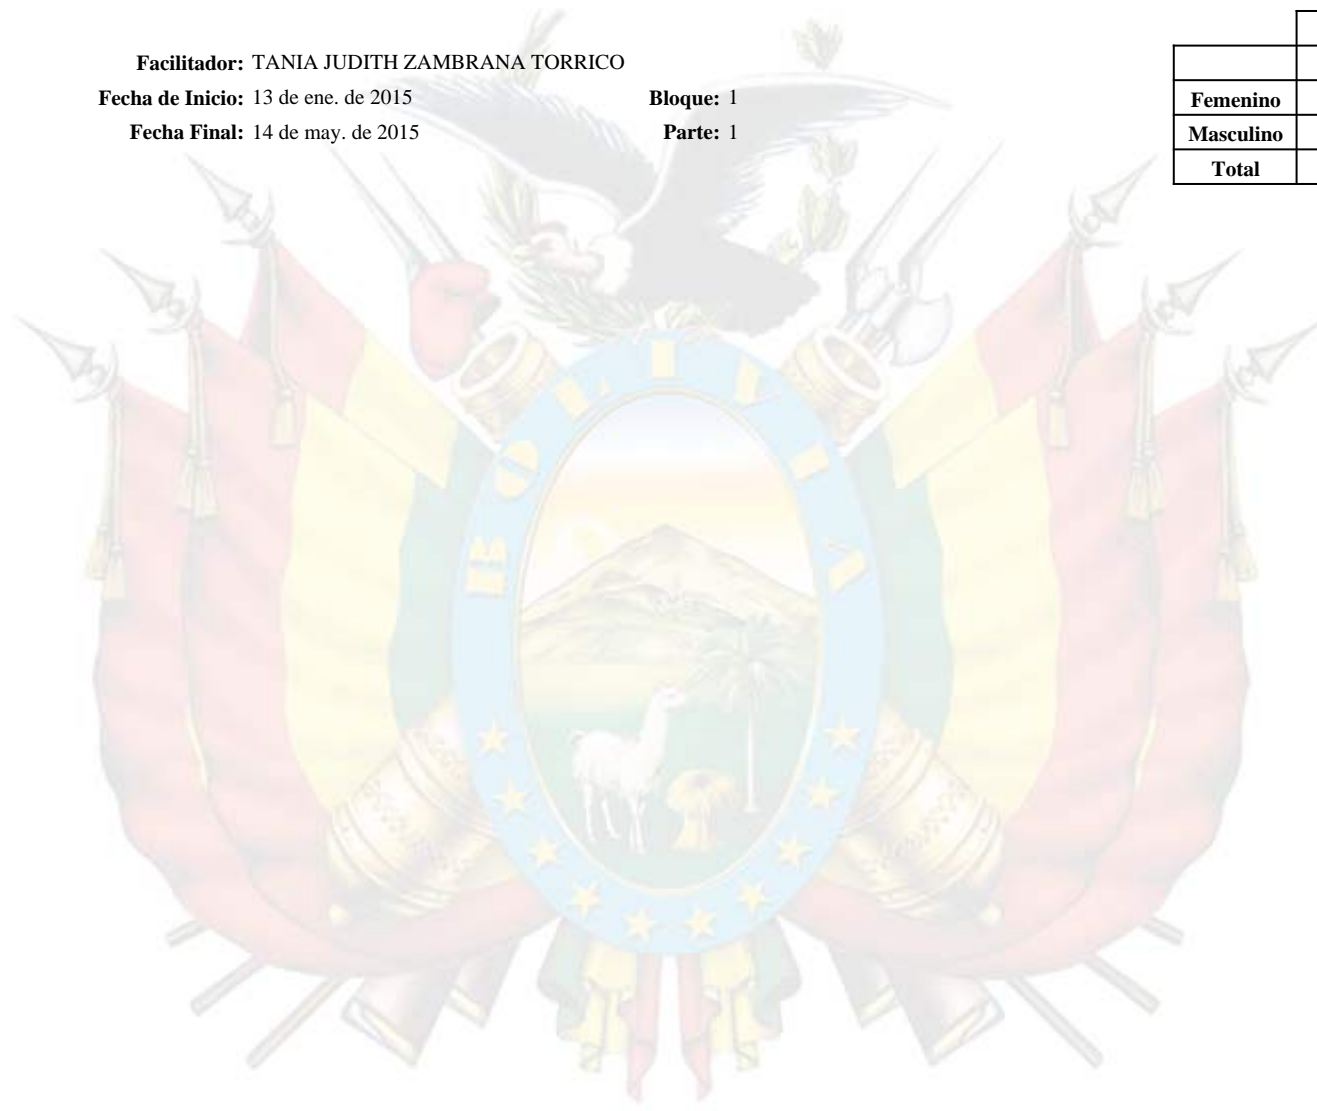 Facilitador: TANIA JUDITH ZAMBRANA TORRICO
Fecha de Inicio: 13 de ene. de 2015 Bloque: 1
Fecha Final: 14 de may. de 2015 Parte: 1
Femenino
Masculino
Total
BOLIVIA